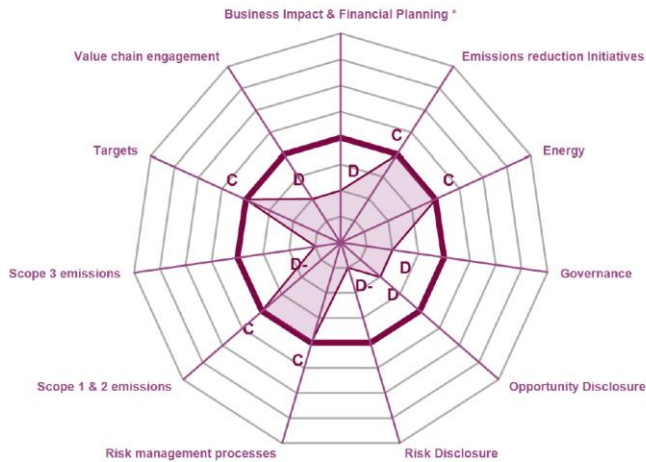 Business Impact & Financial Planning *
Value chain engagement
Emissions reduction Initiatives
C
Targets
Energy
D
D
C
C
Scope 3 emissions
D-
D
Governance
D-
D
C
C
Scope 1 & 2 emissions
Opportunity Disclosure
Risk management processes
Risk Disclosure